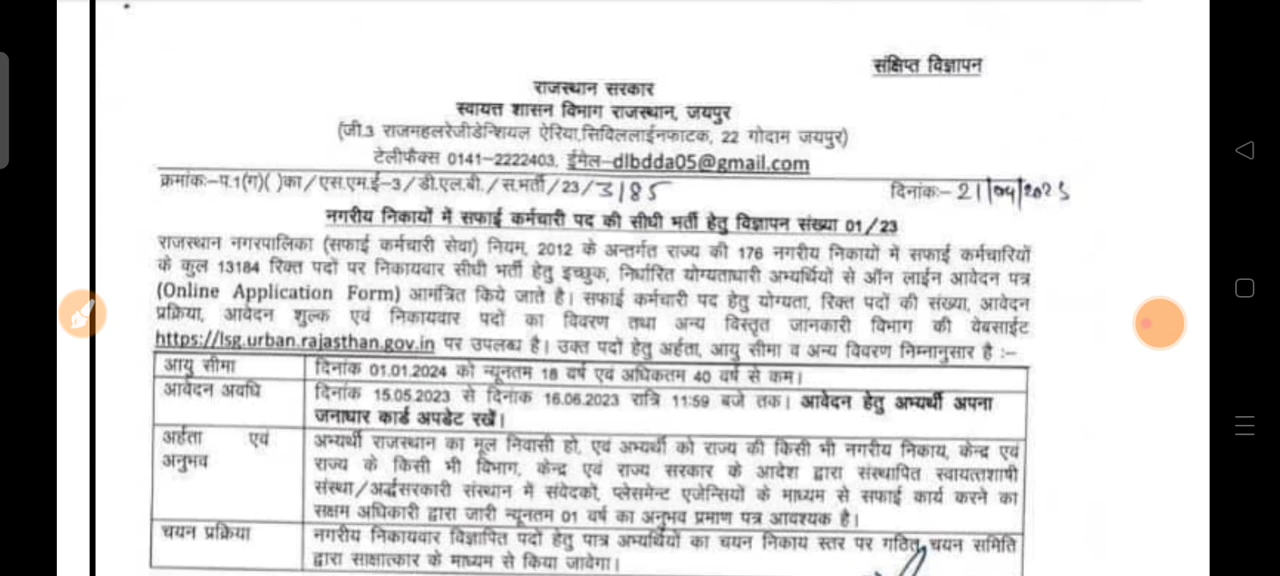 संक्षिप्त विज्ञापन
राजस्थान सरकार
स्वायत शासन विभाग राजस्थान, जयपुर
(जी.3 राजमहलरेजीडेन्शियल ऐरिया,सिविललाईनफाटक, 22 गोदाम जयपुर)
टेलीफैक्स 0141-2222403, ईमेल-dlbdda05@gmail.com
क्रमांकः-प.1(ग)( )का/एस.एम.ई-3/डी.एल.बी./स.भर्ती/23/3185 दिनांकः- 21/04/2023
नगरीय निकायों में सफाई कर्मचारी पद की सीधी भर्ती हेतु विज्ञापन संख्या 01/23
राजस्थान नगरपालिका (सफाई कर्मचारी सेवा) नियम, 2012 के अन्तर्गत राज्य की 176 नगरीय निकायों में सफाई कर्मचारियों
के कुल 13184 रिक्त पदों पर निकायवार सीधी भर्ती हेतु इच्छुक, निर्धारित योग्यताधारी अभ्यर्थियों से ऑन लाईन आवेदन पत्र
(Online Application Form) आमंत्रित किये जाते है। सफाई कर्मचारी पद हेतु योग्यता, रिक्त पदों की संख्या, आवेदन
प्रक्रिया, आवेदन शुल्क एवं निकायवार पदों का विवरण तथा अन्य विस्तृत जानकारी विभाग की वेबसाईट
https://lsg.urban.rajasthan.gov.in पर उपलब्ध है। उक्त पदों हेतु अर्हता, आयु सीमा व अन्य विवरण निम्नानुसार है :-
आयु सीमा दिनांक 01.01.2024 को न्यूनतम 18 वर्ष एवं अधिकतम 40 वर्ष से कम।
आवेदन अवधि दिनांक 15.05.2023 से दिनांक 16.06.2023 रात्रि 11:59 बजे तक। आवेदन हेतु अभ्यर्थी अपना
जनाधार कार्ड अपडेट रखें।
अर्हता एवं अभ्यर्थी राजस्थान का मूल निवासी हो, एवं अभ्यर्थी को राज्य की किसी भी नगरीय निकाय, केन्द्र एवं
अनुभव राज्य के किसी भी विभाग, केन्द्र एवं राज्य सरकार के आदेश द्वारा संस्थापित स्वायत्तशाषी
संस्था/अर्द्धसरकारी संस्थान में संवेदकों, प्लेसमेन्ट एजेन्सियों के माध्यम से सफाई कार्य करने का
सक्षम अधिकारी द्वारा जारी न्यूनतम 01 वर्ष का अनुभव प्रमाण पत्र आवश्यक है।
चयन प्रक्रिया नगरीय निकायवार विज्ञापित पदों हेतु पात्र अभ्यर्थियों का चयन निकाय स्तर पर गठित चयन समिति
द्वारा साक्षात्कार के माध्यम से किया जावेगा।